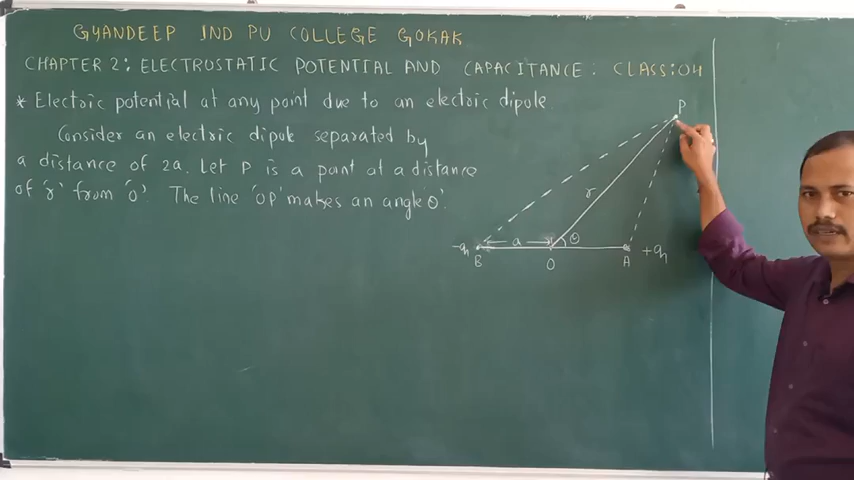 GYANDEEP IND PU COLLEGE GOKAK
CHAPTER 2: ELECTROSTATIC POTENTIAL AND CAPACITANCE: CLASS:04
* Electric potential at any point due to an electric dipole.
Consider an electric dipole separated by
a distance of 2a. Let P is a point at a distance
of 'r' from 'O'. The line 'OP' makes an angle 'θ'.
P
r
a
θ
-q
B
O
A
+q